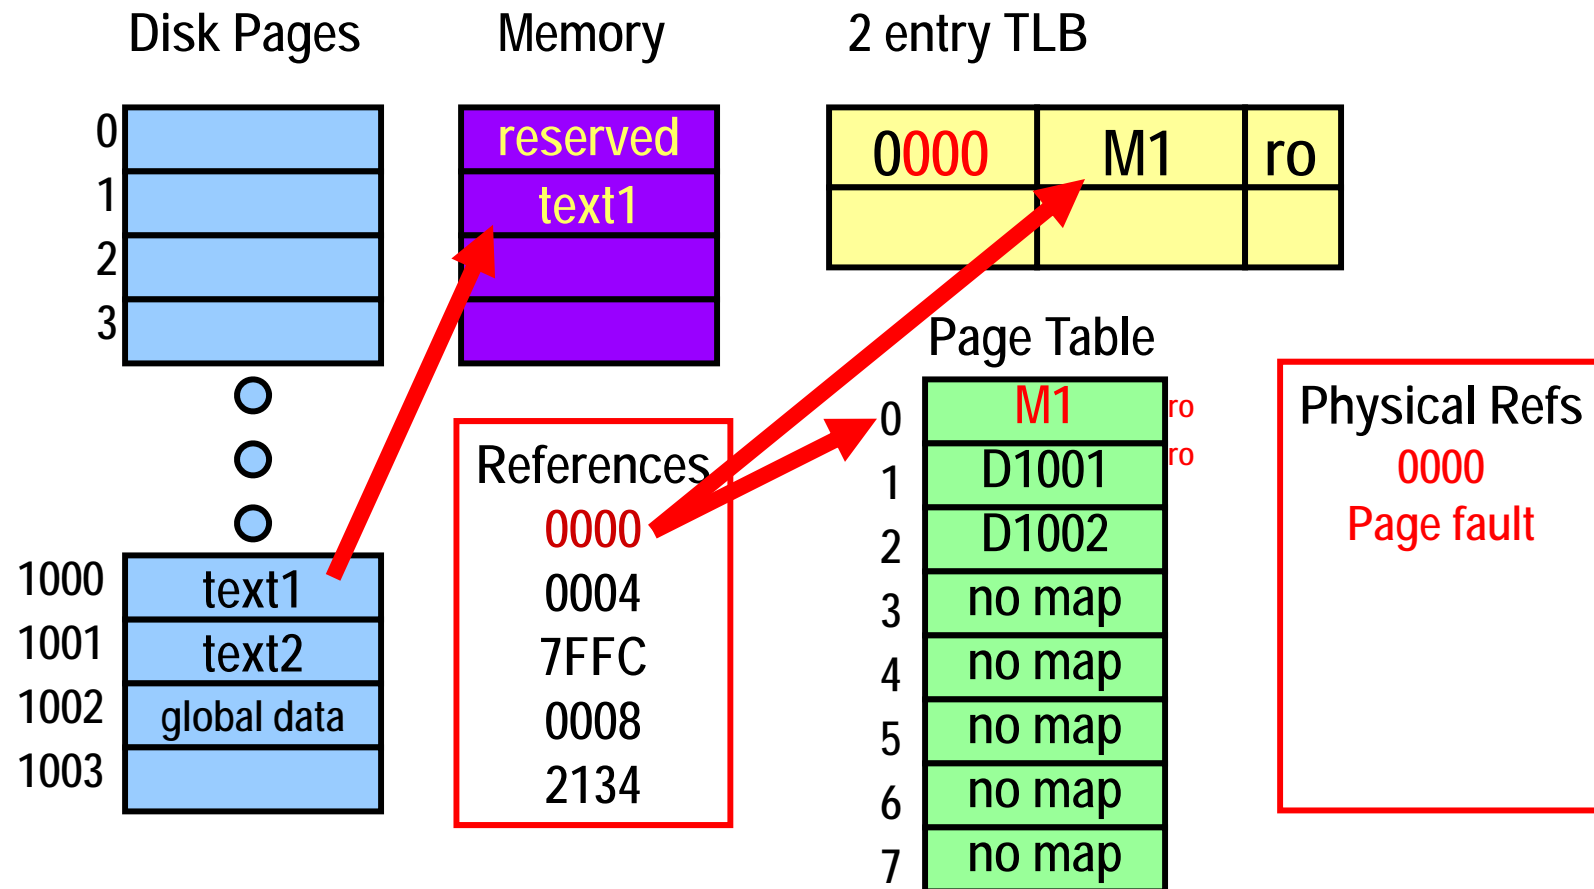 Disk Pages
Memory
2 entry TLB
0
1
2
3
1000 text1
1001 text2
1002 global data
1003
reserved
text1
0000 M1 ro
References
0000
0004
7FFC
0008
2134
Page Table
0 M1 ro
1 D1001 ro
2 D1002
3 no map
4 no map
5 no map
6 no map
7 no map
Physical Refs
0000
Page fault